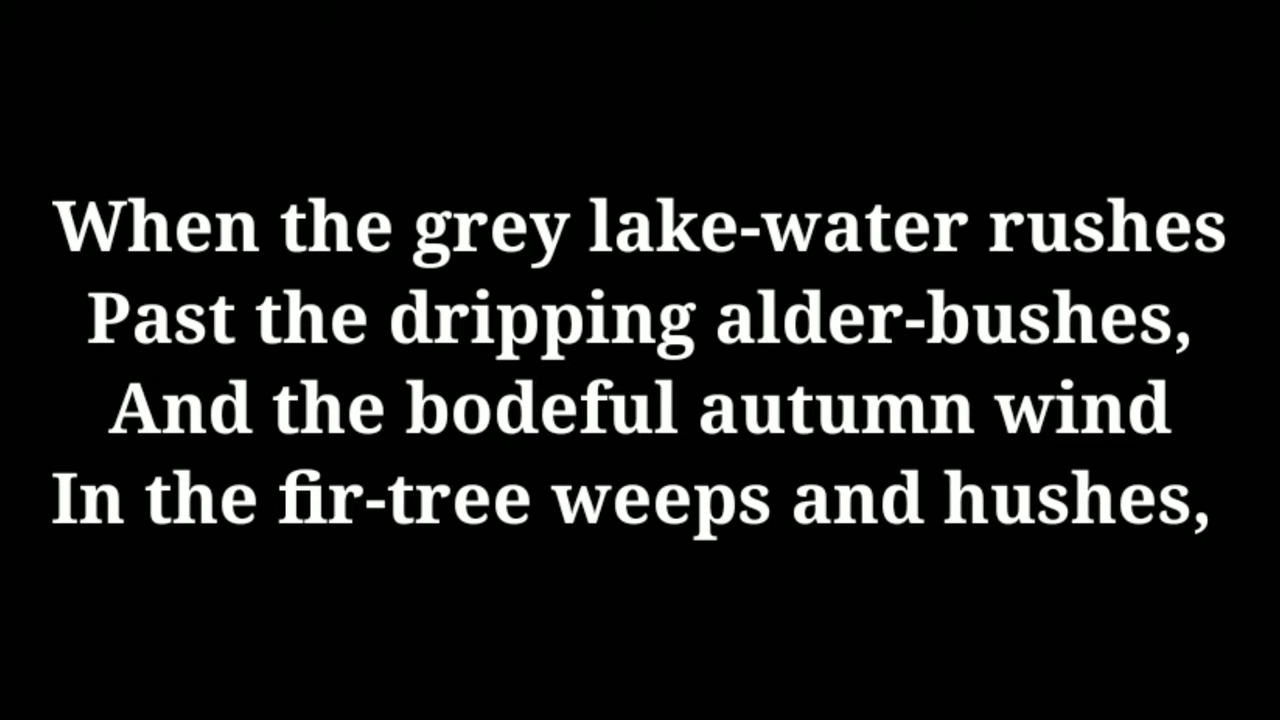 When the grey lake-water rushes
Past the dripping alder-bushes,
And the bodeful autumn wind
In the fir-tree weeps and hushes,